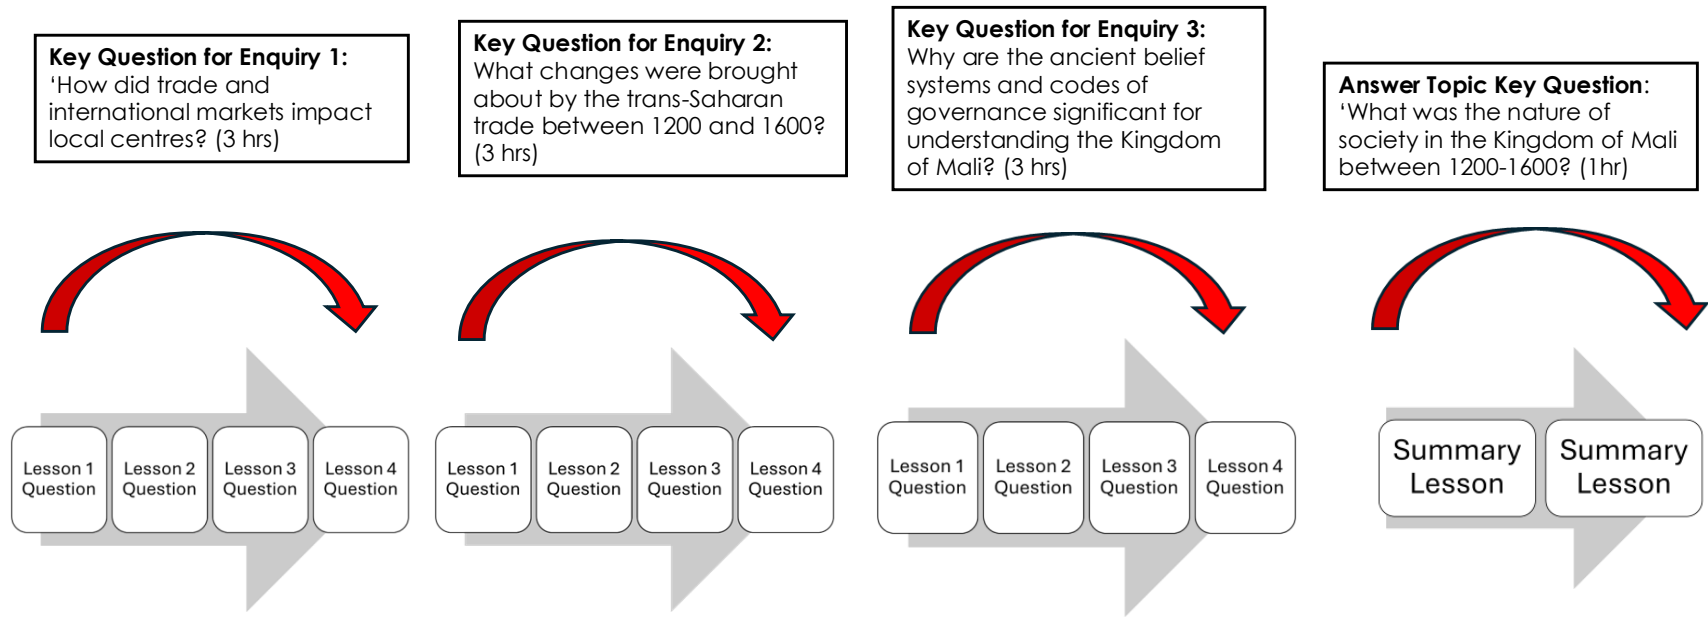 Key Question for Enquiry 1:
‘How did trade and
international markets impact
local centres? (3 hrs)
Key Question for Enquiry 2:
What changes were brought
about by the trans-Saharan
trade between 1200 and 1600?
(3 hrs)
Key Question for Enquiry 3:
Why are the ancient belief
systems and codes of
governance significant for
understanding the Kingdom
of Mali? (3 hrs)
Answer Topic Key Question:
‘What was the nature of
society in the Kingdom of Mali
between 1200-1600? (1hr)
Lesson 1
Question
Lesson 2
Question
Lesson 3
Question
Lesson 4
Question
Lesson 1
Question
Lesson 2
Question
Lesson 3
Question
Lesson 4
Question
Lesson 1
Question
Lesson 2
Question
Lesson 3
Question
Lesson 4
Question
Summary
Lesson
Summary
Lesson